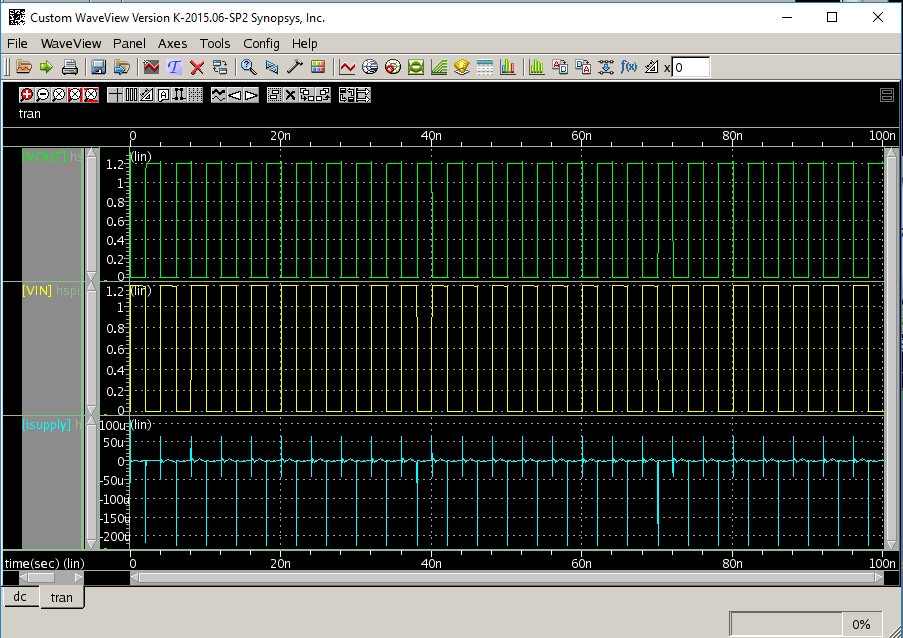 Custom WaveView Version K-2015.06-SP2 Synopsys, Inc.
File WaveView Panel Axes Tools Config Help
x 0
tran
0 20n 40n 60n 80n 100n
[VOUT] hs
(lin)
1.2
1
0.8
0.6
0.4
0.2
0
[VIN] hspi
(lin)
1.2
1
0.8
0.6
0.4
0.2
0
[isupply] h
(lin)
100u
50u
0
-50u
-100u
-150u
-200u
time(sec) (lin) 0 20n 40n 60n 80n 100n
dc tran
0%